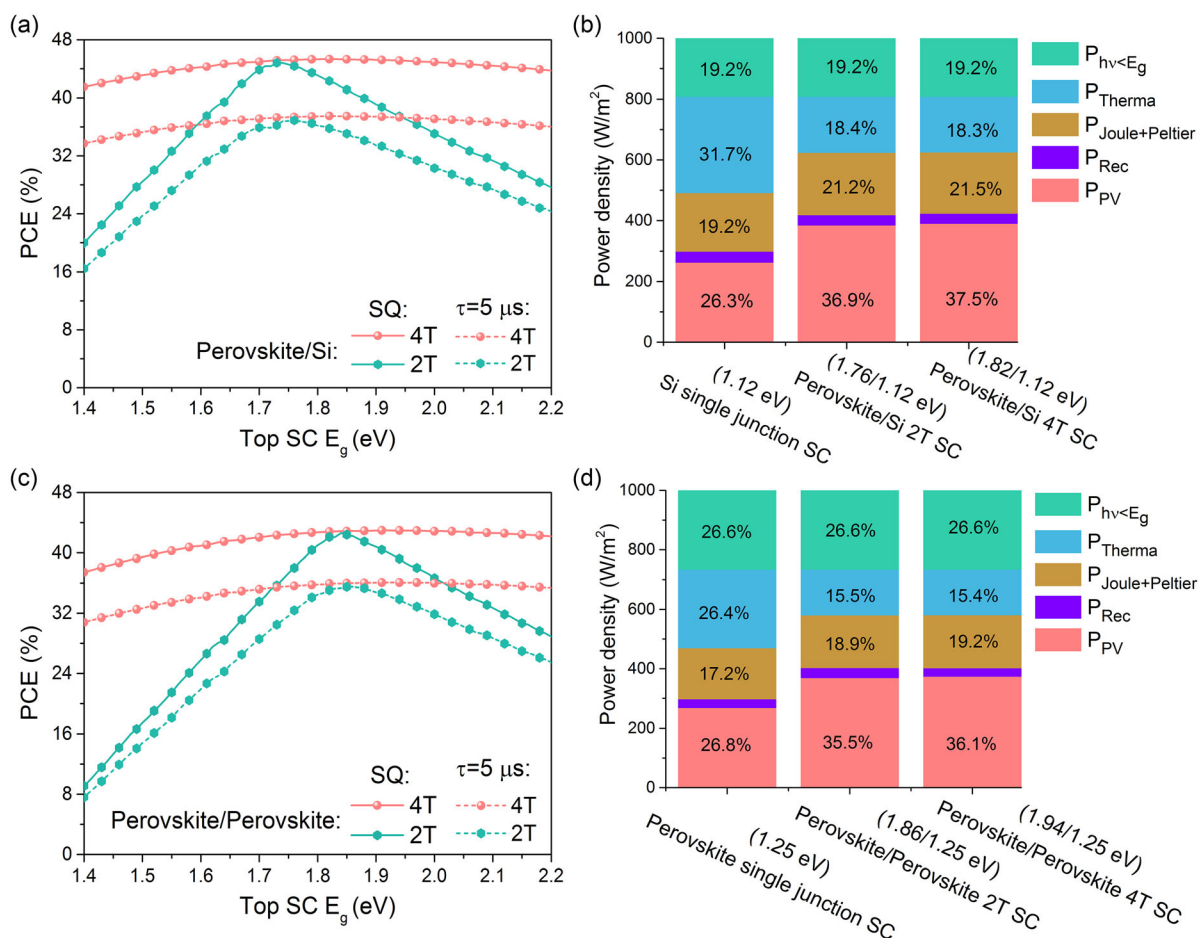 (a)
48
40
32
24
16
8
0
PCE (%)
1.4 1.5 1.6 1.7 1.8 1.9 2.0 2.1 2.2
Top SC Eg (eV)
SQ: τ=5 μs:
Perovskite/Si:
4T 4T
2T 2T
(b)
1000
800
600
400
200
0
Power density (W/m²)
19.2% 19.2% 19.2%
31.7% 18.4% 18.3%
19.2% 21.2% 21.5%
26.3% 36.9% 37.5%
Phν<Eg
PTherma
PJoule+Peltier
PRec
PPV
(1.12 eV)
Si single junction SC
(1.76/1.12 eV)
Perovskite/Si 2T SC
(1.82/1.12 eV)
Perovskite/Si 4T SC
(c)
48
40
32
24
16
8
0
PCE (%)
1.4 1.5 1.6 1.7 1.8 1.9 2.0 2.1 2.2
Top SC Eg (eV)
SQ: τ=5 μs:
Perovskite/Perovskite:
4T 4T
2T 2T
(d)
1000
800
600
400
200
0
Power density (W/m²)
26.6% 26.6% 26.6%
26.4% 15.5% 15.4%
17.2% 18.9% 19.2%
26.8% 35.5% 36.1%
Phν<Eg
PTherma
PJoule+Peltier
PRec
PPV
(1.25 eV)
Perovskite single junction SC
(1.86/1.25 eV)
Perovskite/Perovskite 2T SC
(1.94/1.25 eV)
Perovskite/Perovskite 4T SC